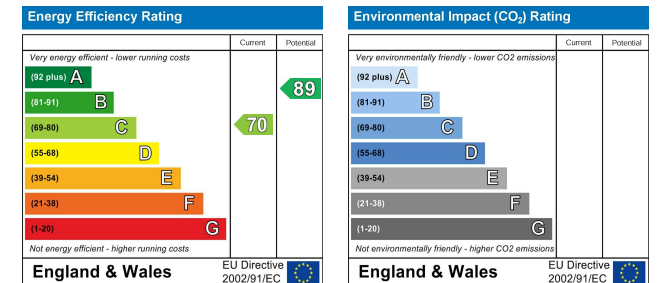 Energy Efficiency Rating
Current Potential
Very energy efficient - lower running costs
(92 plus) A
(81-91) B
(69-80) C
(55-68) D
(39-54) E
(21-38) F
(1-20) G
70
89
Not energy efficient - higher running costs
England & Wales
EU Directive
2002/91/EC
Environmental Impact (CO₂) Rating
Current Potential
Very environmentally friendly - lower CO2 emissions
(92 plus) A
(81-91) B
(69-80) C
(55-68) D
(39-54) E
(21-38) F
(1-20) G
Not environmentally friendly - higher CO2 emissions
England & Wales
EU Directive
2002/91/EC